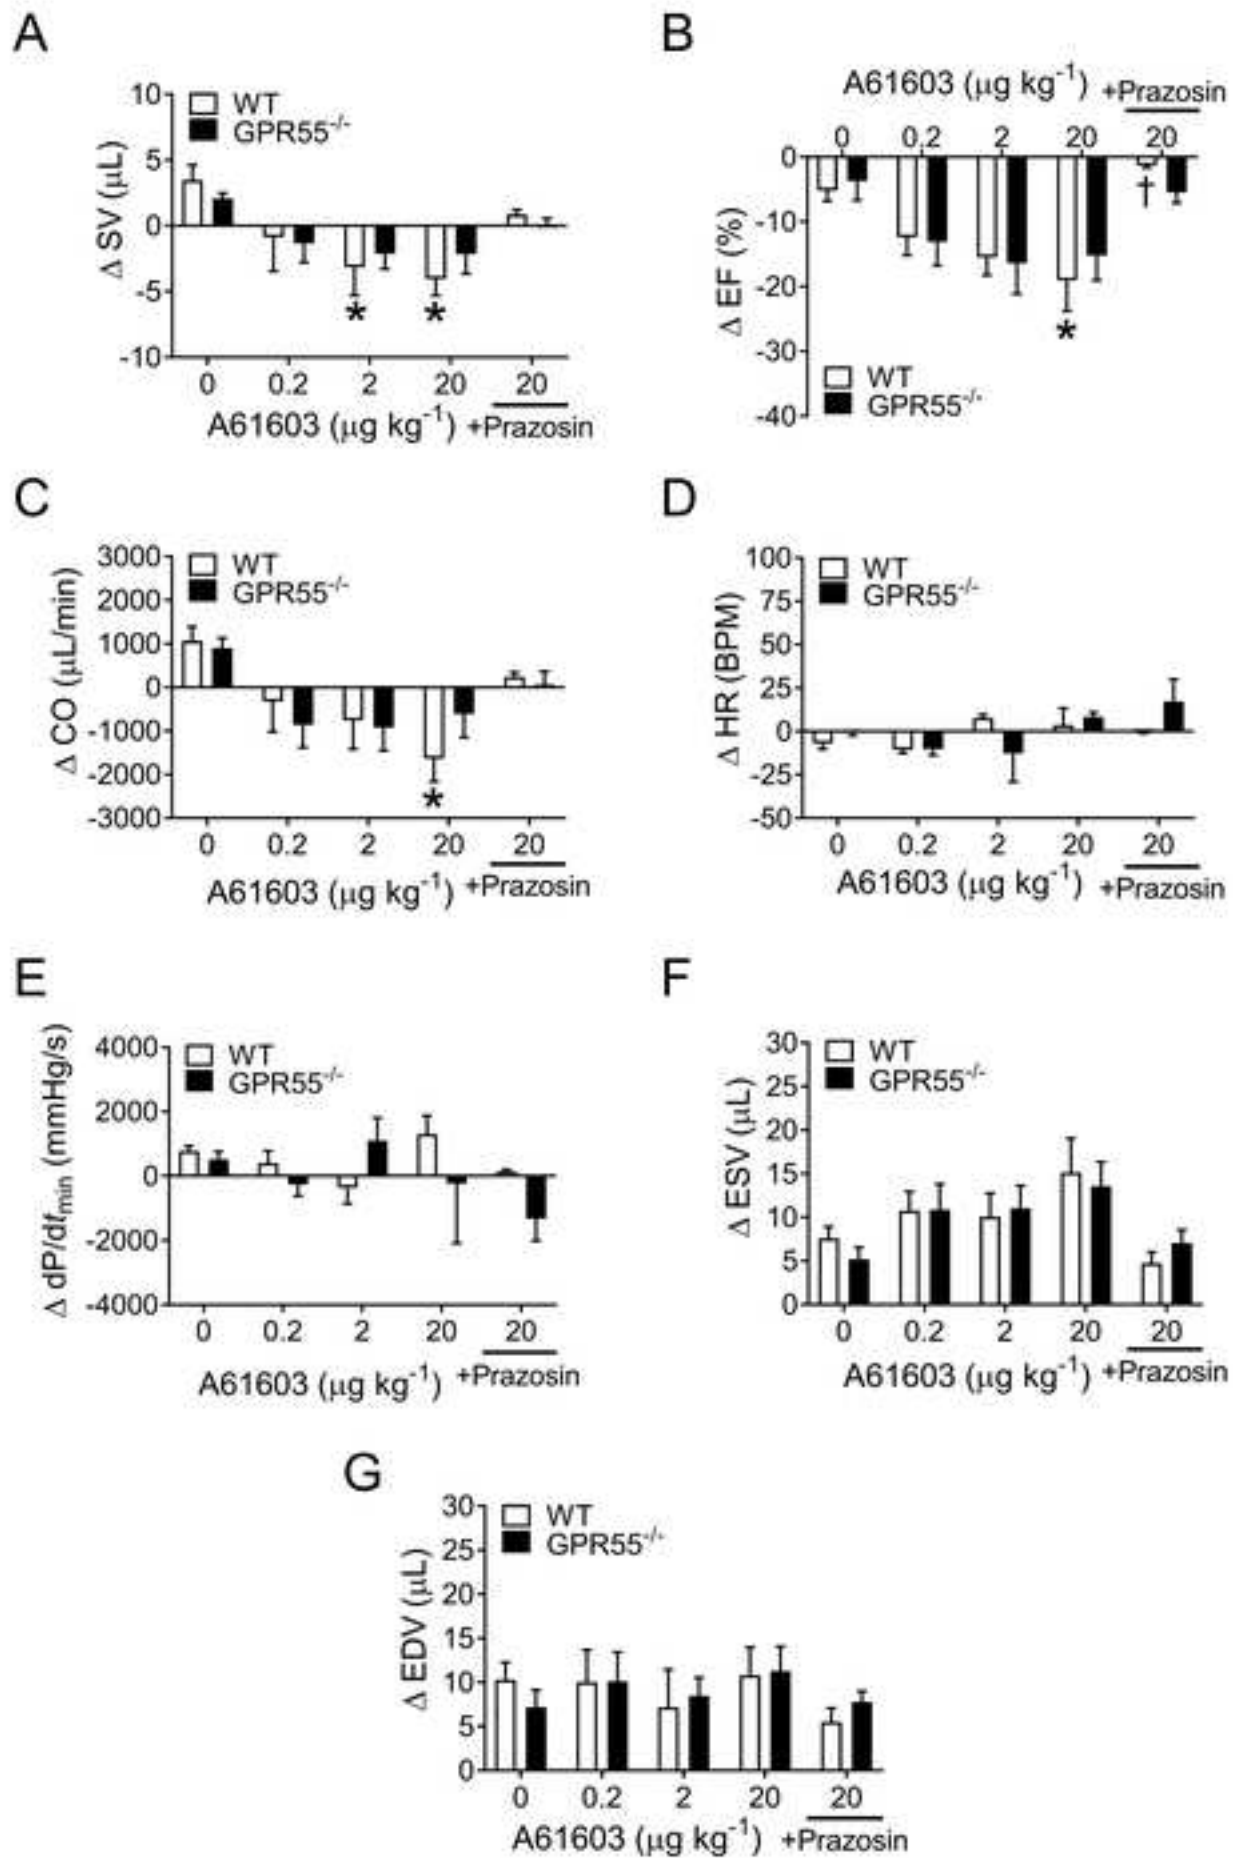 A
10
5
0
-5
-10
Δ SV (μL)
WT
GPR55-/-
*
*
0 0.2 2 20 20
A61603 (μg kg-1) +Prazosin
B
A61603 (μg kg-1) +Prazosin
0 0.2 2 20 20
0
-10
-20
-30
-40
Δ EF (%)
†
*
WT
GPR55-/-
C
3000
2000
1000
0
-1000
-2000
-3000
Δ CO (μL/min)
WT
GPR55-/-
*
0 0.2 2 20 20
A61603 (μg kg-1) +Prazosin
D
100
75
50
25
0
-25
-50
Δ HR (BPM)
WT
GPR55-/-
0 0.2 2 20 20
A61603 (μg kg-1) +Prazosin
E
4000
2000
0
-2000
-4000
Δ dP/dtmin (mmHg/s)
WT
GPR55-/-
0 0.2 2 20 20
A61603 (μg kg-1) +Prazosin
F
30
25
20
15
10
5
0
Δ ESV (μL)
WT
GPR55-/-
0 0.2 2 20 20
A61603 (μg kg-1) +Prazosin
G
30
25
20
15
10
5
0
Δ EDV (μL)
WT
GPR55-/-
0 0.2 2 20 20
A61603 (μg kg-1) +Prazosin